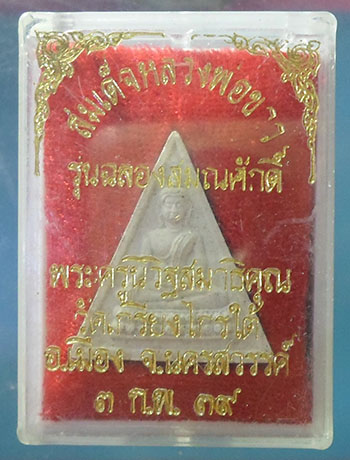 สมเด็จหลวงพ่อขาว
รุ่นฉลองสมณศักดิ์
พระครูนิวิฐสมาธิคุณ
วัดเกรียงไกรใต้
อ.เมือง จ.นครสวรรค์
๓ ก.พ. ๓๙